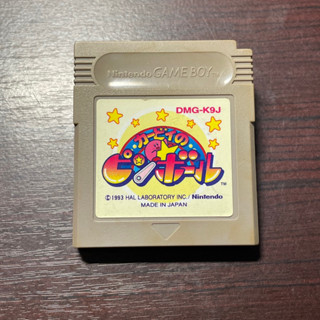 Nintendo GAME BOY
DMG-K9J
カービィの
ピンボール
TM
© 1993 HAL LABORATORY INC./Nintendo
MADE IN JAPAN